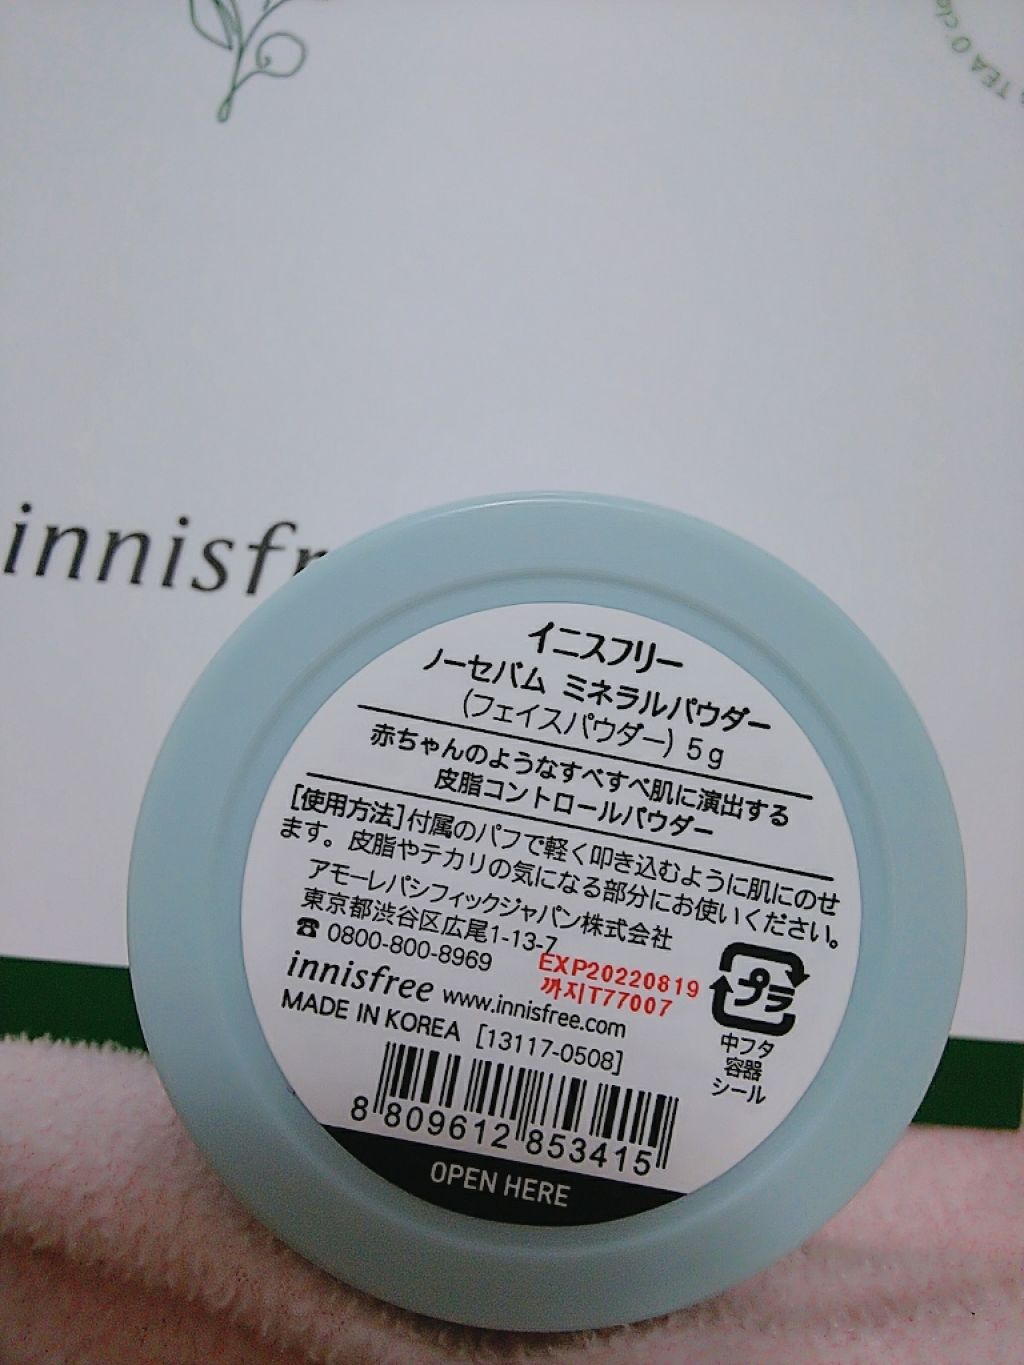 TEA O'clo
innisfr
イニスフリー
ノーセバム ミネラルパウダー
(フェイスパウダー) 5g
赤ちゃんのようなすべすべ肌に演出する
皮脂コントロールパウダー
[使用方法]付属のパフで軽く叩き込むように肌にのせ
ます。皮脂やテカリの気になる部分にお使いください。
アモーレパシフィックジャパン株式会社
東京都渋谷区広尾1-13-7
☎ 0800-800-8969
EXP20220819
까지T77007
innisfree www.innisfree.com
MADE IN KOREA [13117-0508]
プラ
中フタ
容器
シール
8 809612 853415
OPEN HERE